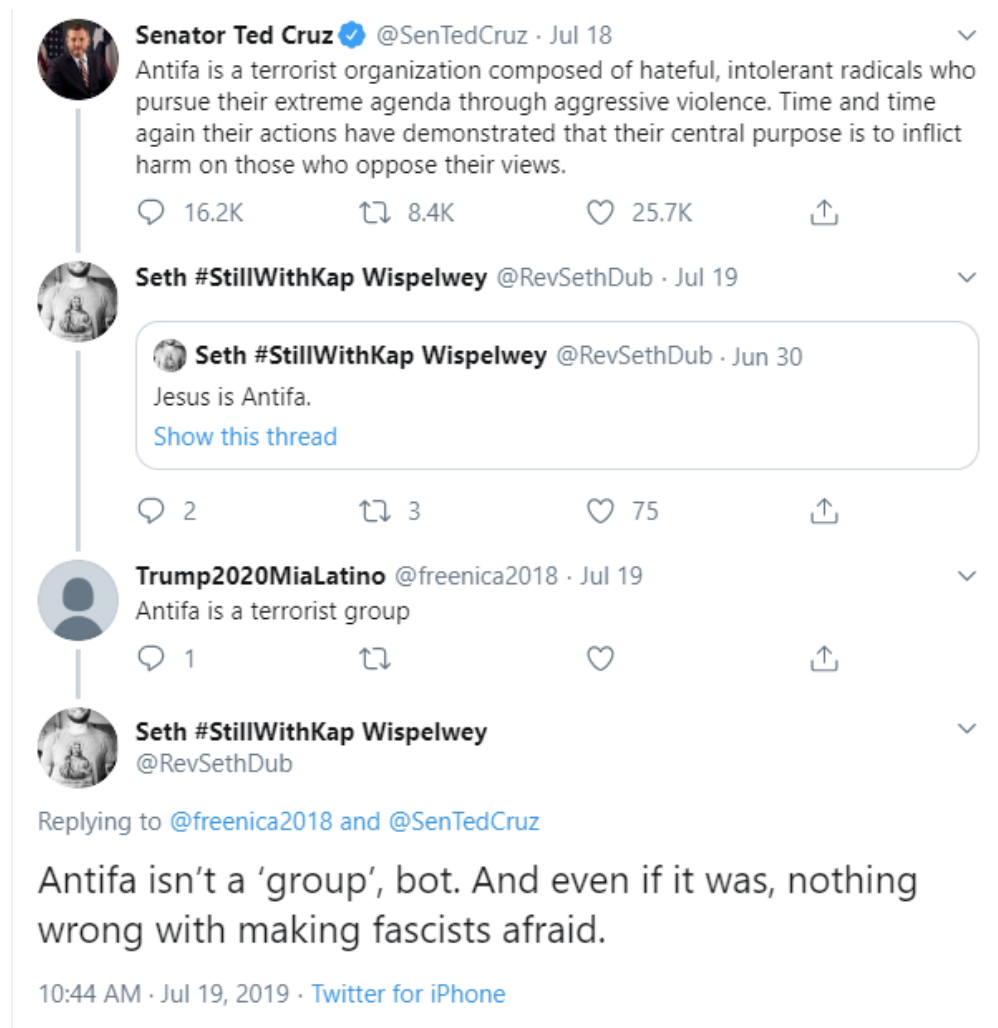 Senator Ted Cruz @SenTedCruz · Jul 18
Antifa is a terrorist organization composed of hateful, intolerant radicals who
pursue their extreme agenda through aggressive violence. Time and time
again their actions have demonstrated that their central purpose is to inflict
harm on those who oppose their views.
16.2K 8.4K 25.7K
Seth #StillWithKap Wispelwey @RevSethDub · Jul 19
Seth #StillWithKap Wispelwey @RevSethDub · Jun 30
Jesus is Antifa.
Show this thread
2 3 75
Trump2020MiaLatino @freenica2018 · Jul 19
Antifa is a terrorist group
1
Seth #StillWithKap Wispelwey
@RevSethDub
Replying to @freenica2018 and @SenTedCruz
Antifa isn’t a ‘group’, bot. And even if it was, nothing
wrong with making fascists afraid.
10:44 AM · Jul 19, 2019 · Twitter for iPhone